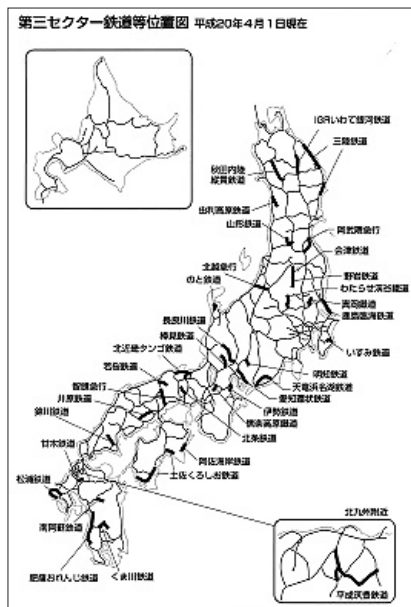 第三セクター鉄道等位置図 平成20年4月1日現在
IGRいわて銀河鉄道
三陸鉄道
秋田内陸
縦貫鉄道
由利高原鉄道
山形鉄道
阿武隈急行
会津鉄道
北越急行
のと鉄道
野岩鉄道
わたらせ渓谷鐵道
真岡鐵道
鹿島臨海鉄道
長良川鉄道
樽見鉄道
いすみ鉄道
北近畿タンゴ鉄道
若桜鉄道
明知鉄道
智頭急行
天竜浜名湖鉄道
愛知環状鉄道
錦川鉄道
伊勢鉄道
信楽高原鐵道
甘木鉄道
北条鉄道
阿佐海岸鉄道
松浦鉄道
土佐くろしお鉄道
南阿蘇鉄道
北九州附近
平成筑豊鉄道
肥薩おれんじ鉄道
くま川鉄道